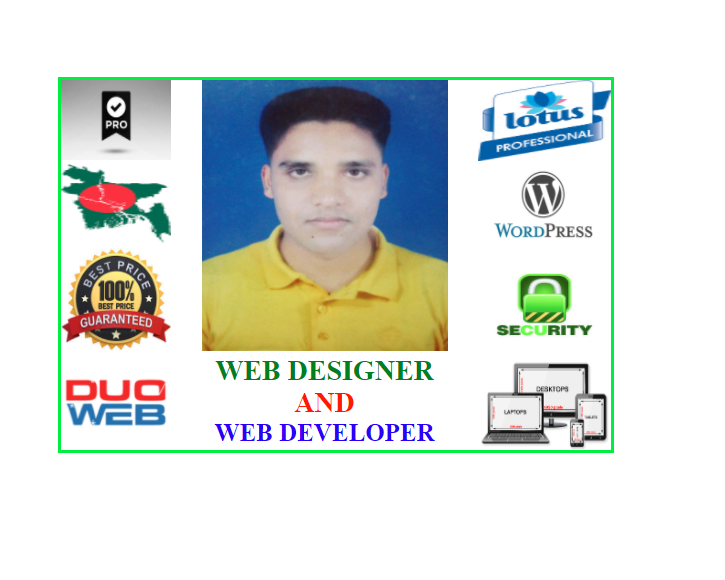 PRO
BEST PRICE
100%
BEST PRICE
GUARANTEED
DUO
WEB
WEB DESIGNER
AND
WEB DEVELOPER
lotus
PROFESSIONAL
W
WORDPRESS
SECURITY
DESKTOPS
LAPTOPS
TABLETS